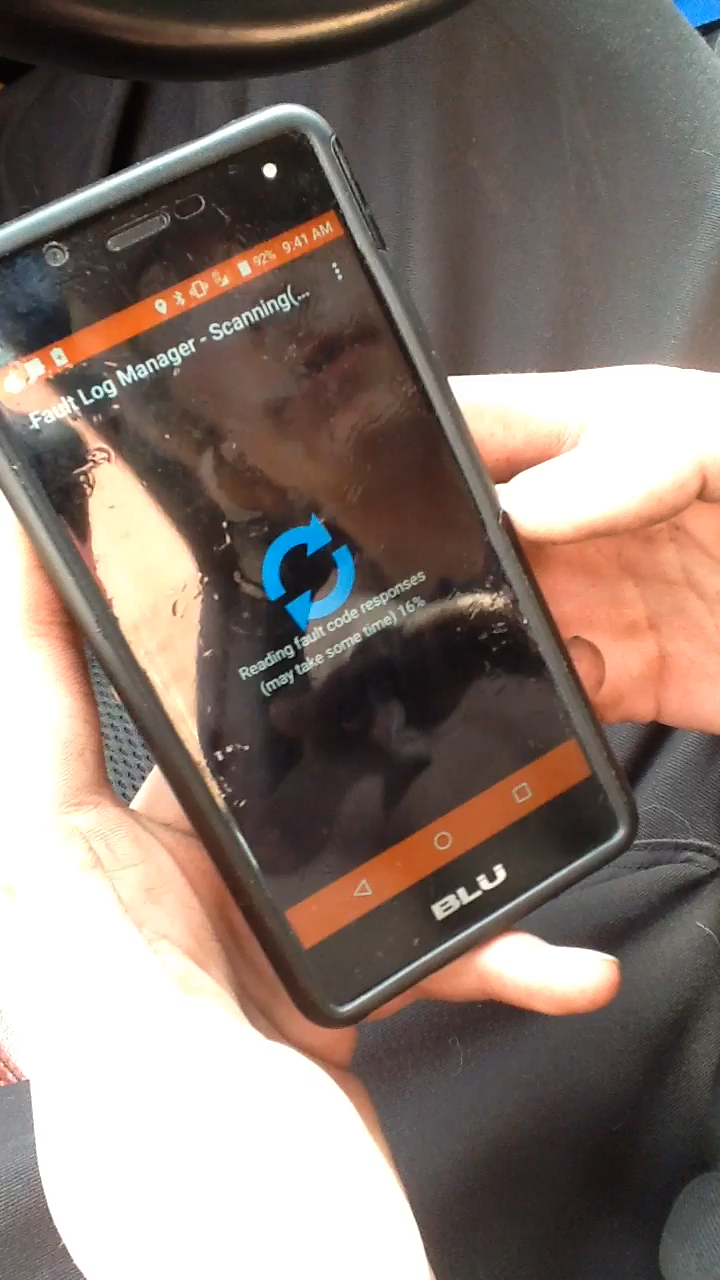 92% 9:41 AM
Fault Log Manager - Scanning(...
Reading fault code responses
(may take some time) 16%
BLU